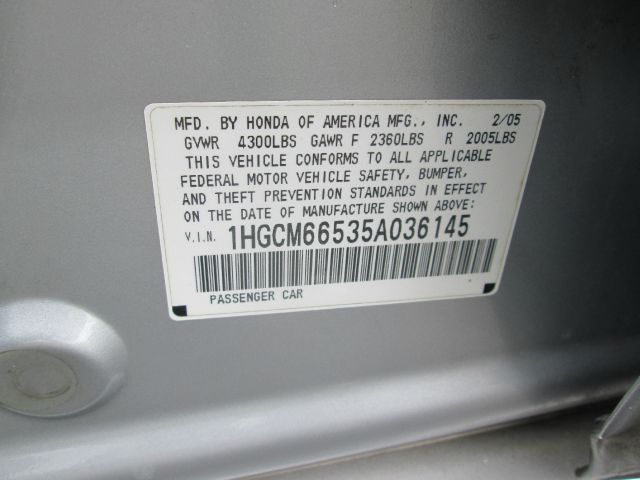 MFD. BY HONDA OF AMERICA MFG., INC. 2/05
GVWR 4300LBS GAWR F 2360LBS R 2005LBS
THIS VEHICLE CONFORMS TO ALL APPLICABLE
FEDERAL MOTOR VEHICLE SAFETY, BUMPER,
AND THEFT PREVENTION STANDARDS IN EFFECT
ON THE DATE OF MANUFACTURE SHOWN ABOVE:
V.I.N. 1HGCM66535A036145
PASSENGER CAR